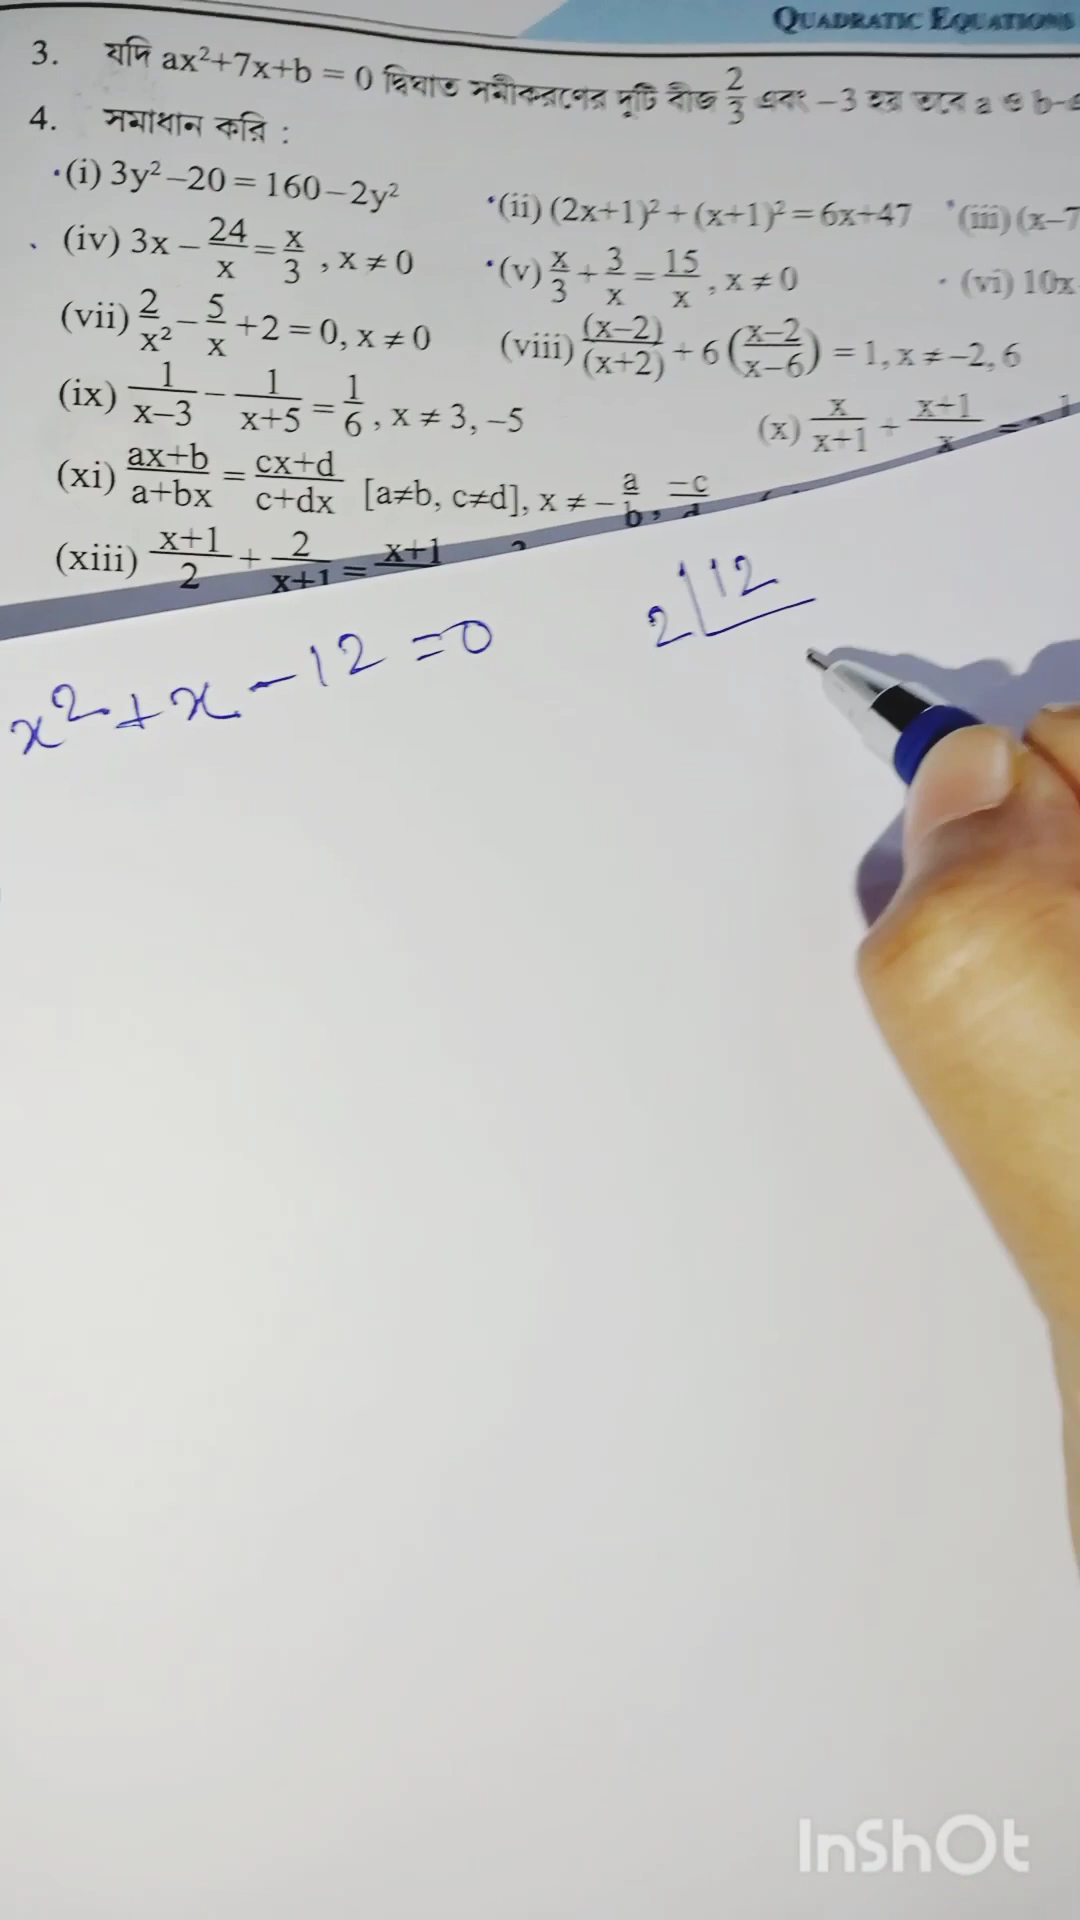 QUADRATIC EQUATIONS
3. যদি ax²+7x+b = 0 দ্বিঘাত সমীকরণের দুটি বীজ 2/3 এবং −3 হয় তবে a ও b-এ
4. সমাধান করি :
(i) 3y²−20 = 160−2y² (ii) (2x+1)² + (x+1)² = 6x+47 (iii) (x−7
(iv) 3x − 24/x = x/3 , x ≠ 0 (v) x/3 + 3/x = 15/x , x ≠ 0 (vi) 10x
(vii) 2/x² − 5/x + 2 = 0, x ≠ 0 (viii) (x−2)/(x+2) + 6 (x−2/x−6) = 1, x ≠ −2, 6
(ix) 1/x−3 − 1/x+5 = 1/6 , x ≠ 3, −5 (x) x/x+1 + x+1/x =
(xi) ax+b/a+bx = cx+d/c+dx [a≠b, c≠d], x ≠ − a/b, −c/d
(xiii) x+1/2 + 2/x+1 = x+1
x² + x − 12 = 0 2 | 12
InShOt